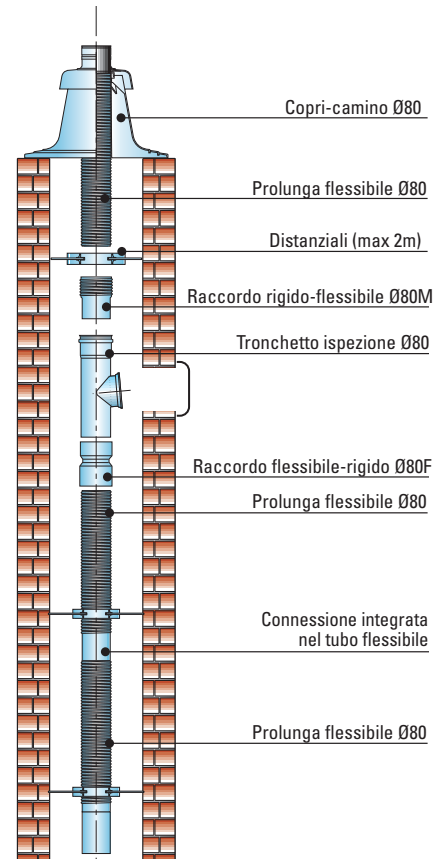 Copri-camino Ø80
Prolunga flessibile Ø80
Distanziali (max 2m)
Raccordo rigido-flessibile Ø80M
Tronchetto ispezione Ø80
Raccordo flessibile-rigido Ø80F
Prolunga flessibile Ø80
Connessione integrata
nel tubo flessibile
Prolunga flessibile Ø80